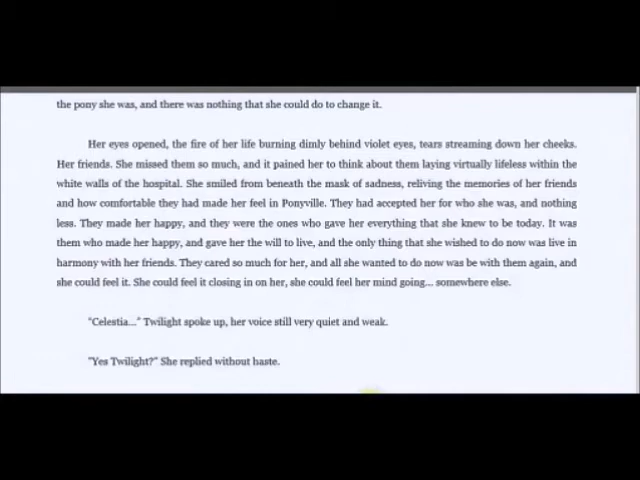 the pony she was, and there was nothing that she could do to change it.
Her eyes opened, the fire of her life burning dimly behind violet eyes, tears streaming down her cheeks.
Her friends. She missed them so much, and it pained her to think about them laying virtually lifeless within the
white walls of the hospital. She smiled from beneath the mask of sadness, reliving the memories of her friends
and how comfortable they had made her feel in Ponyville. They had accepted her for who she was, and nothing
less. They made her happy, and they were the ones who gave her everything that she knew to be today. It was
them who made her happy, and gave her the will to live, and the only thing that she wished to do now was live in
harmony with her friends. They cared so much for her, and all she wanted to do now was be with them again, and
she could feel it. She could feel it closing in on her, she could feel her mind going... somewhere else.
"Celestia..." Twilight spoke up, her voice still very quiet and weak.
"Yes Twilight?" She replied without haste.